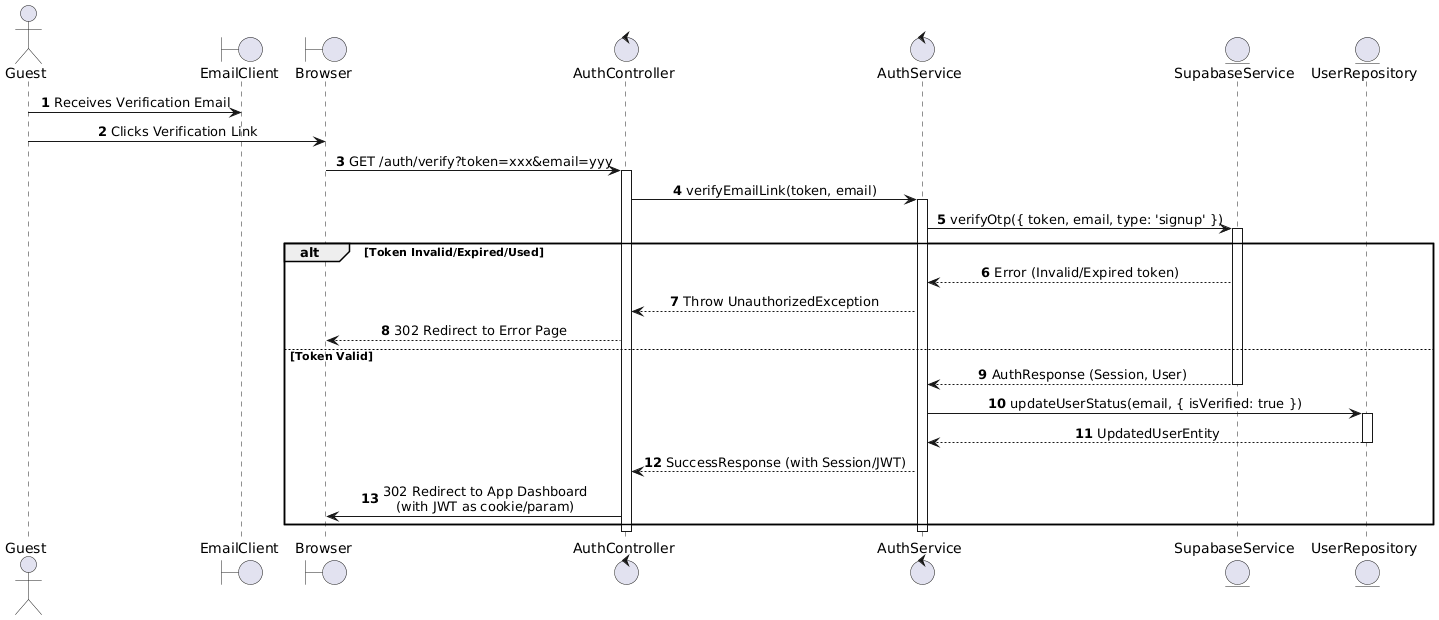 Guest
EmailClient
Browser
AuthController
AuthService
SupabaseService
UserRepository
1 Receives Verification Email
2 Clicks Verification Link
3 GET /auth/verify?token=xxx&email=yyy
4 verifyEmailLink(token, email)
5 verifyOtp({ token, email, type: 'signup' })
alt [Token Invalid/Expired/Used]
6 Error (Invalid/Expired token)
7 Throw UnauthorizedException
8 302 Redirect to Error Page
[Token Valid]
9 AuthResponse (Session, User)
10 updateUserStatus(email, { isVerified: true })
11 UpdatedUserEntity
12 SuccessResponse (with Session/JWT)
13 302 Redirect to App Dashboard
(with JWT as cookie/param)
Guest
EmailClient
Browser
AuthController
AuthService
SupabaseService
UserRepository